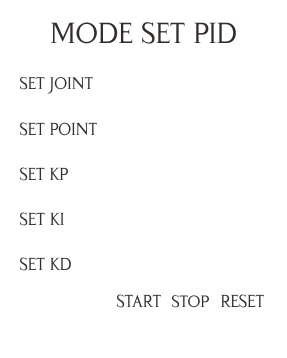 MODE SET PID
SET JOINT
SET POINT
SET KP
SET KI
SET KD
START STOP RESET